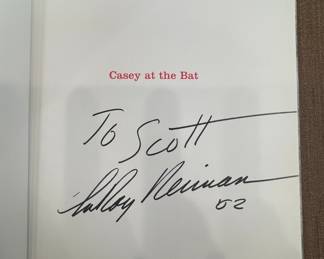 Casey at the Bat
To Scott
LeRoy Neiman
02